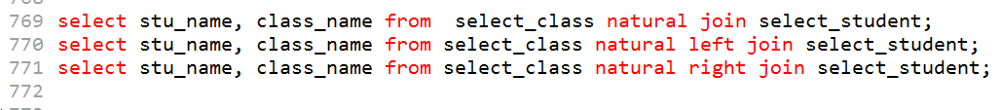 769 select stu_name, class_name from  select_class natural join select_student;
770 select stu_name, class_name from select_class natural left join select_student;
771 select stu_name, class_name from select_class natural right join select_student;
772